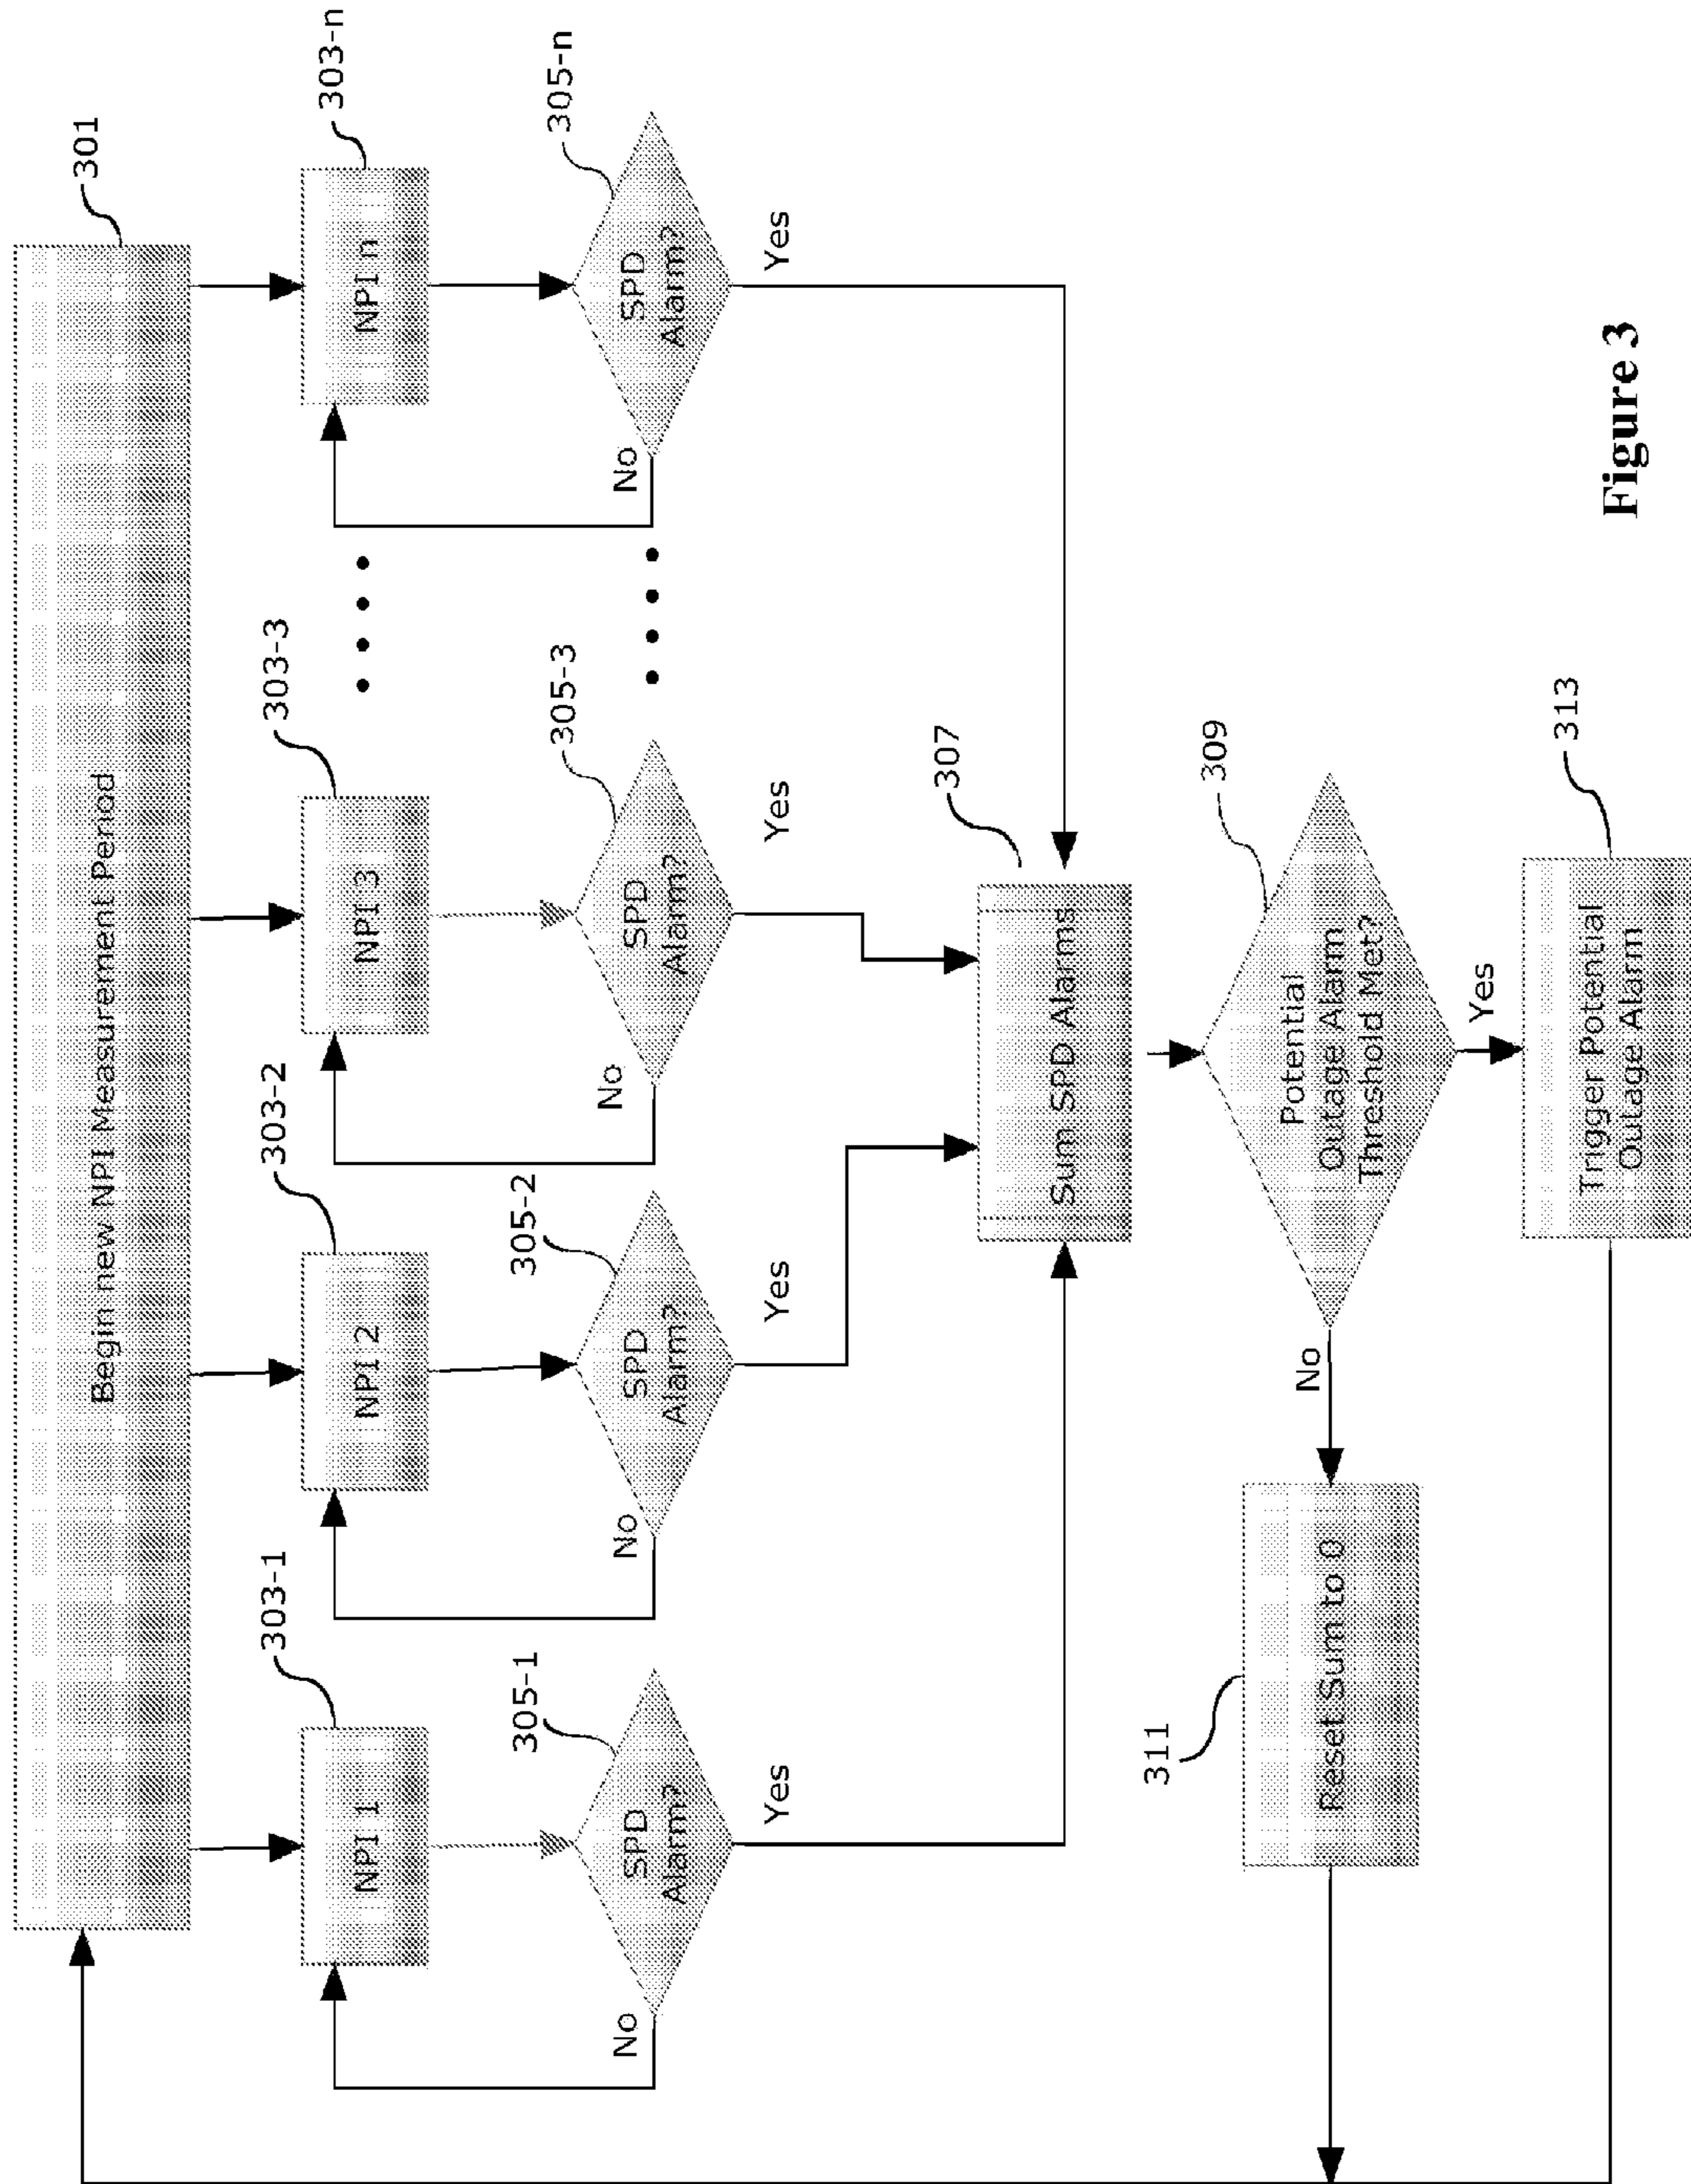 301
Begin new NPI Measurement Period
303-1
303-2
303-3
303-n
NPI 1
NPI 2
NPI 3
NPI n
305-1
305-2
305-3
305-n
SPD
Alarm?
SPD
Alarm?
SPD
Alarm?
SPD
Alarm?
No
No
No
No
Yes
Yes
Yes
Yes
307
Sum SPD Alarms
309
Potential
Outage Alarm
Threshold Met?
No
Yes
311
Reset Sum to 0
313
Trigger Potential
Outage Alarm
Figure 3